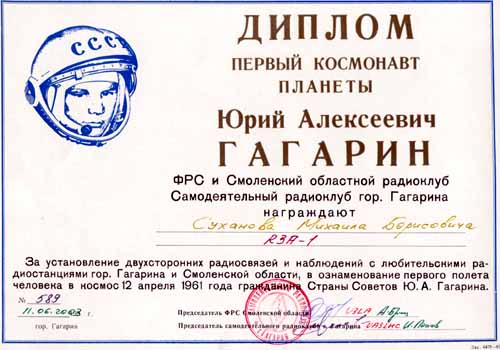 СССР
ДИПЛОМ
ПЕРВЫЙ КОСМОНАВТ
ПЛАНЕТЫ
Юрий Алексеевич
ГАГАРИН
ФРС и Смоленский областной радиоклуб
Самодеятельный радиоклуб гор. Гагарина
награждают
Суханова Михаила Борисовича
R3A-1
За установление двухсторонних радиосвязей и наблюдений с любительскими ра-
диостанциями гор. Гагарина и Смоленской области, в ознаменование первого полета
человека в космос 12 апреля 1961 года гражданина Страны Советов Ю. А. Гагарина.
№ 589
11.06.2003
гор. Гагарин
Председатель ФРС Смоленской области
Председатель самодеятельного радиоклуба г. Гагарина